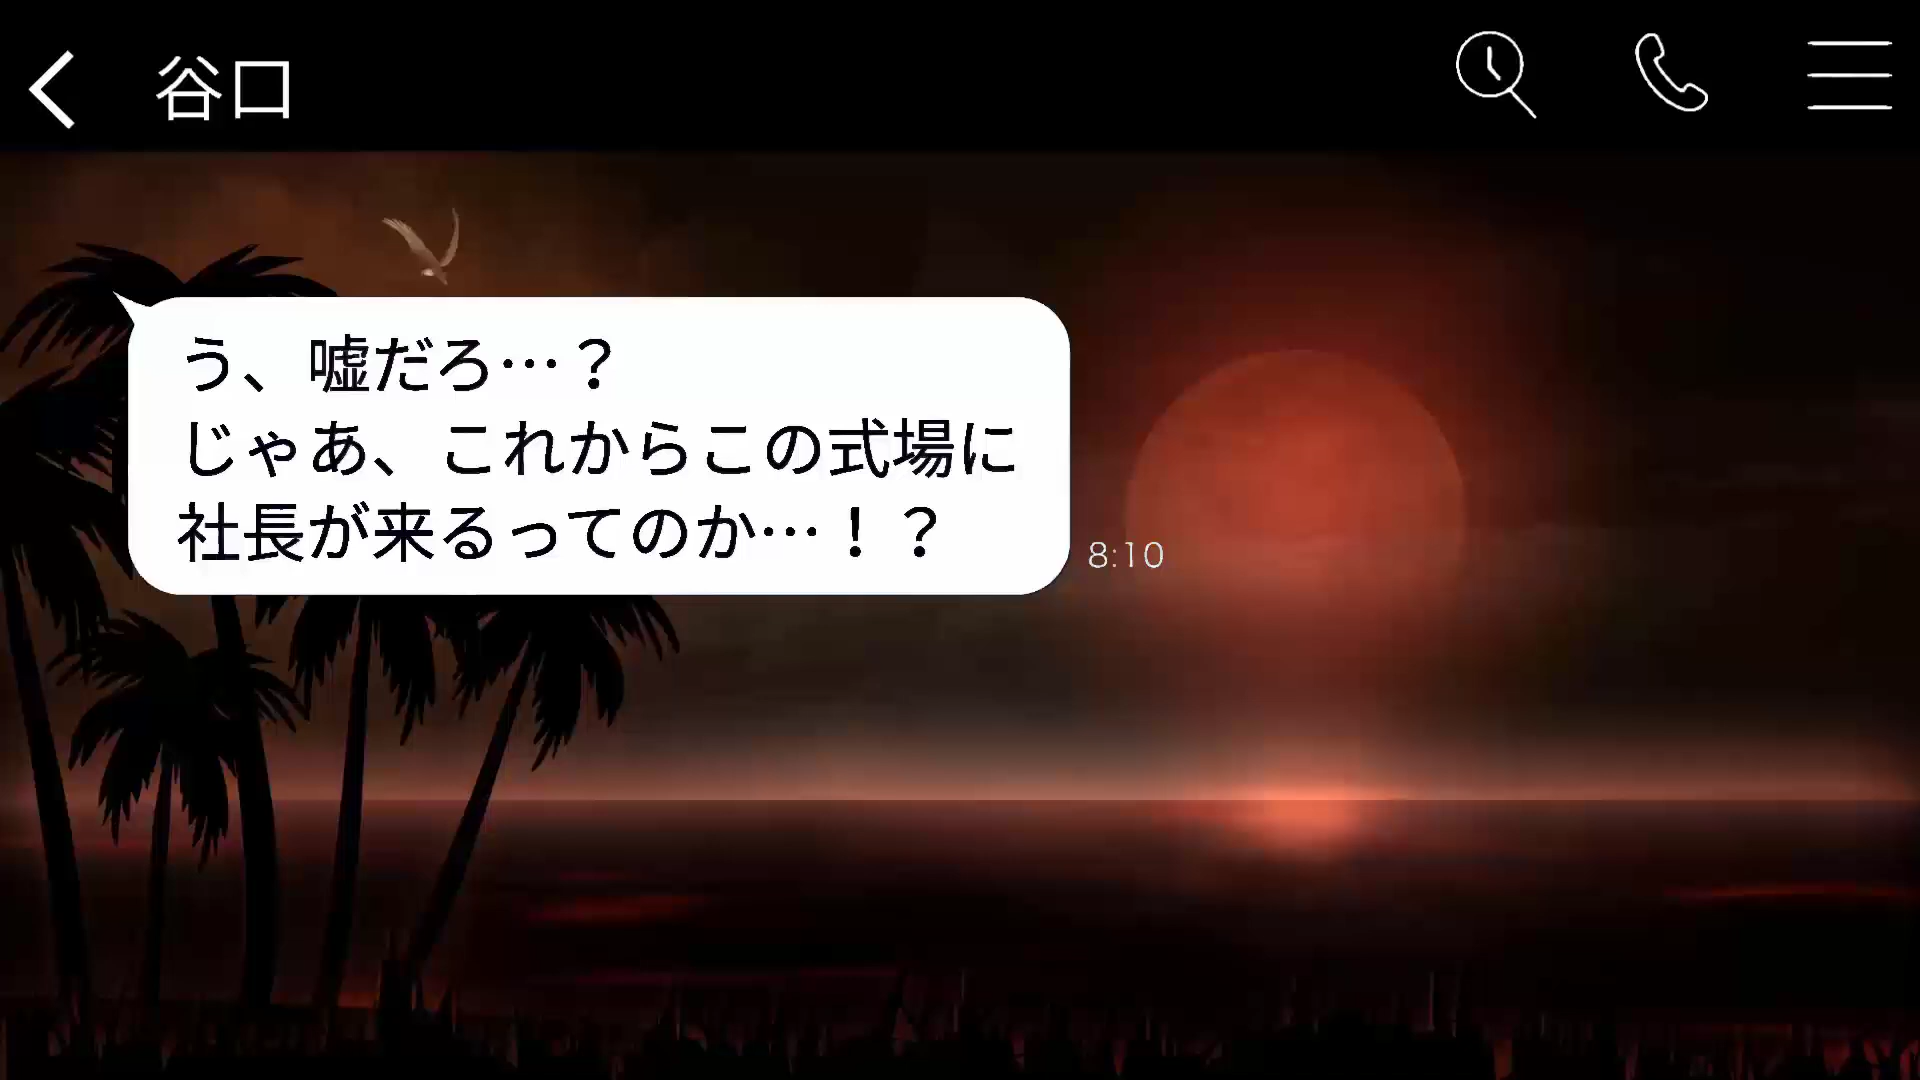 谷口
う、嘘だろ…？
じゃあ、これからこの式場に
社長が来るってのか…！？
8:10